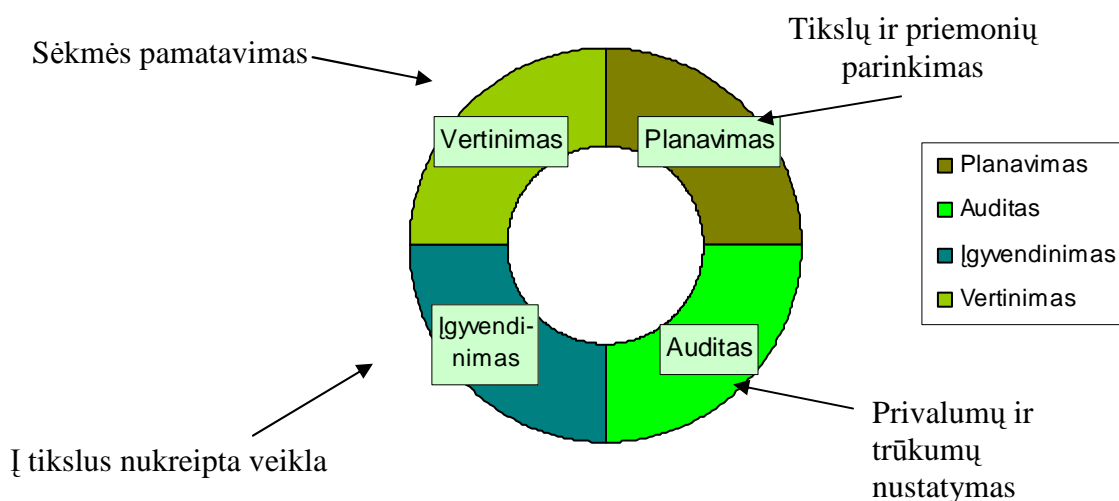 Sėkmės pamatavimas
Tikslų ir priemonių
parinkimas
Vertinimas
Planavimas
Įgyvendi-
nimas
Auditas
Planavimas
Auditas
Įgyvendinimas
Vertinimas
Į tikslus nukreipta veikla
Privalumų ir
trūkumų
nustatymas